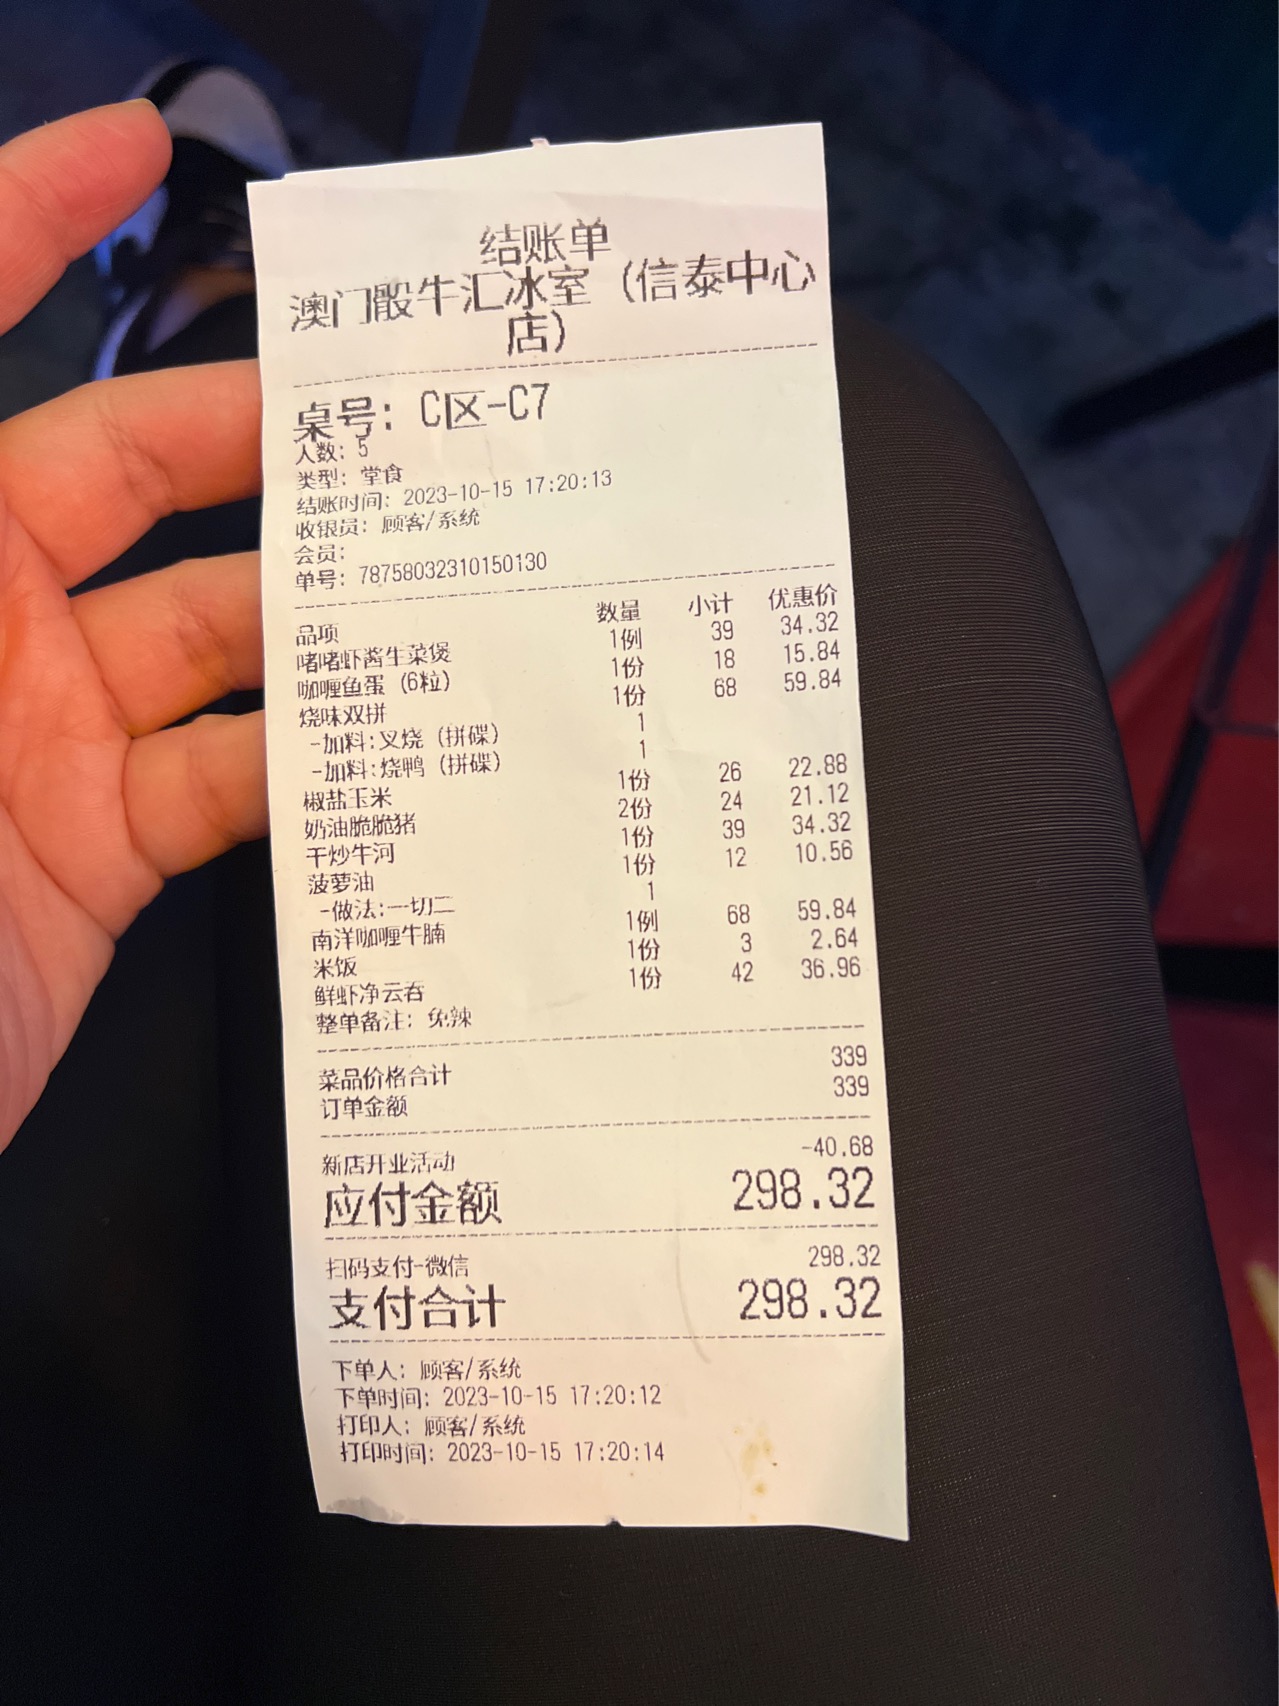 结账单
澳门骰牛汇冰室（信泰中心
店）
桌号：C区-C7
人数：5
类型：堂食
结账时间：2023-10-15 17:20:13
收银员：顾客/系统
会员：
单号：78758032310150130
品项 数量 小计 优惠价
啫啫虾酱生菜煲 1例 39 34.32
咖喱鱼蛋（6粒） 1份 18 15.84
烧味双拼 1份 68 59.84
-加料:叉烧（拼碟） 1
-加料:烧鸭（拼碟） 1
椒盐玉米 1份 26 22.88
奶油脆脆猪 2份 24 21.12
干炒牛河 1份 39 34.32
菠萝油 1份 12 10.56
-做法:一切二 1
南洋咖喱牛腩 1例 68 59.84
米饭 1份 3 2.64
鲜虾净云吞 1份 42 36.96
整单备注：免辣
菜品价格合计 339
订单金额 339
新店开业活动 -40.68
应付金额 298.32
扫码支付-微信 298.32
支付合计 298.32
下单人：顾客/系统
下单时间：2023-10-15 17:20:12
打印人：顾客/系统
打印时间：2023-10-15 17:20:14